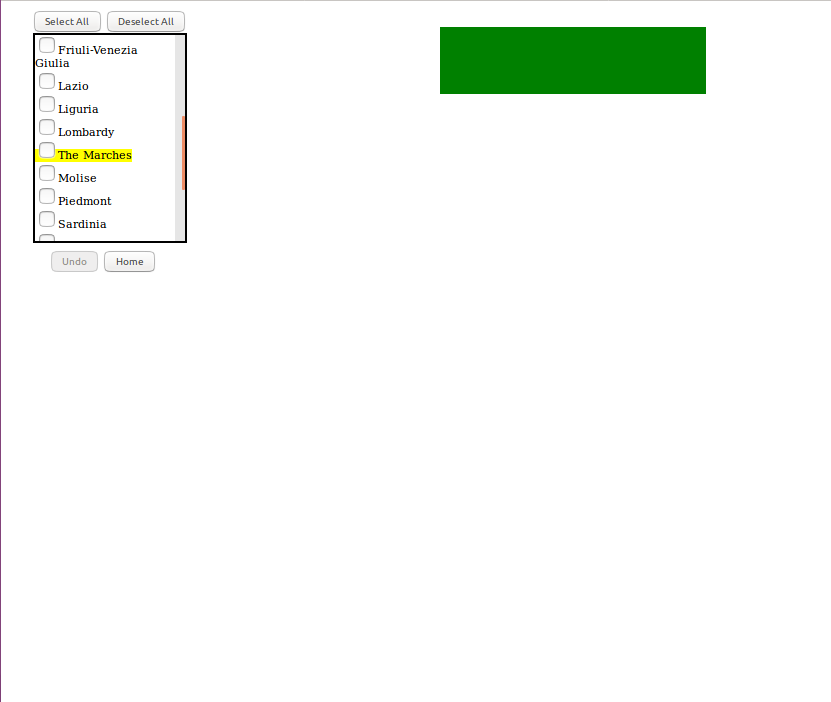 Select All Deselect All
Friuli-Venezia
Giulia
Lazio
Liguria
Lombardy
The Marches
Molise
Piedmont
Sardinia
Undo Home